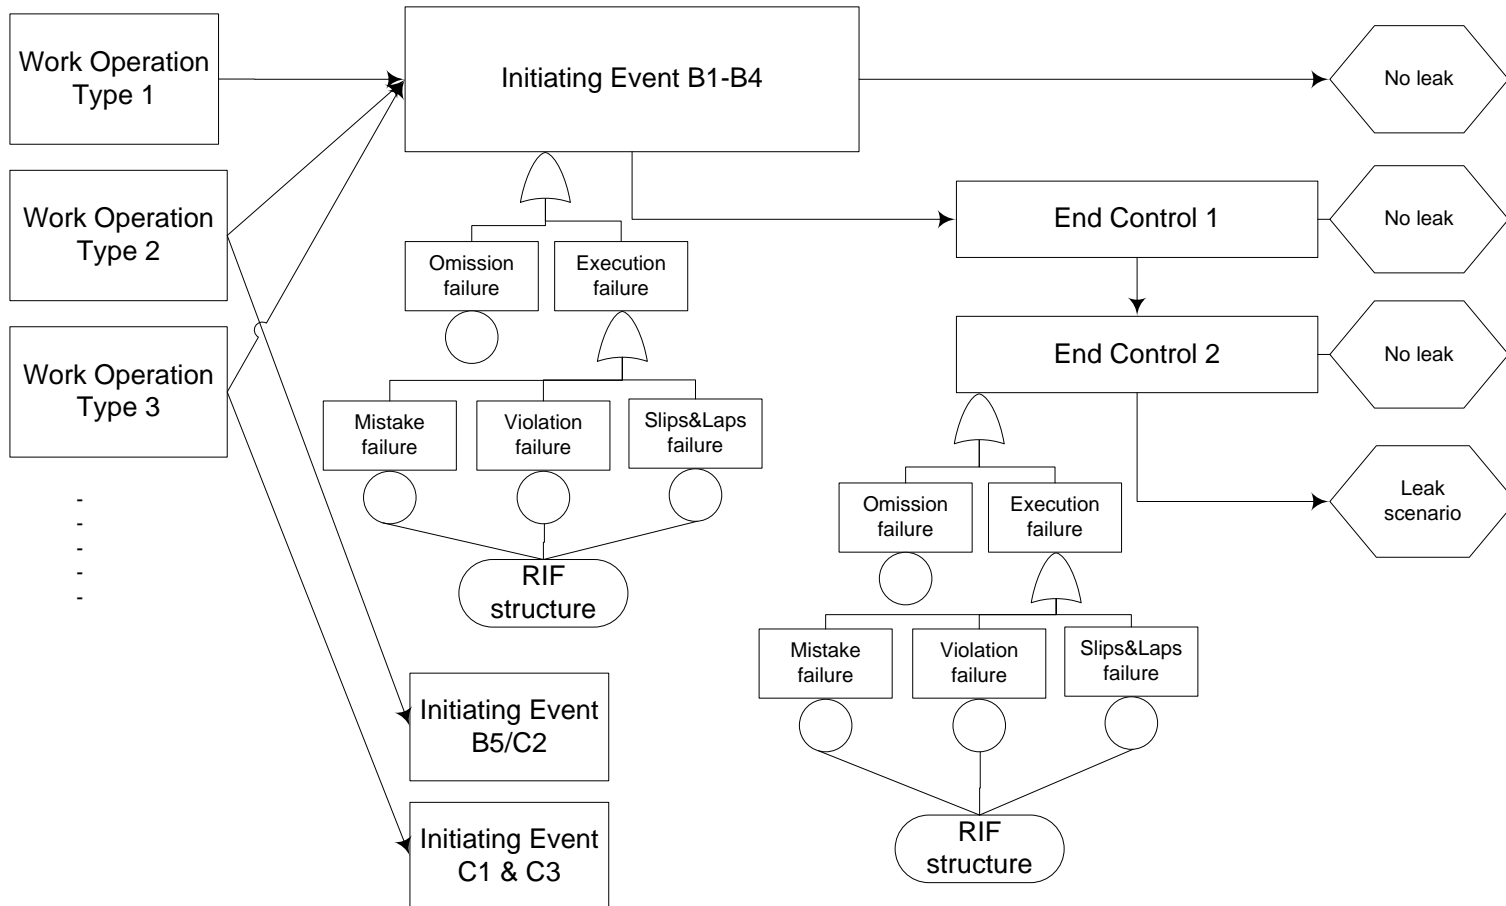 Work Operation
Type 1
Initiating Event B1-B4
No leak
Work Operation
Type 2
End Control 1
No leak
Omission
failure
Execution
failure
Work Operation
Type 3
End Control 2
No leak
Mistake
failure
Violation
failure
Slips&Laps
failure
Leak
scenario
Omission
failure
Execution
failure
-
-
-
-
-
RIF
structure
Mistake
failure
Violation
failure
Slips&Laps
failure
Initiating Event
B5/C2
Initiating Event
C1 & C3
RIF
structure